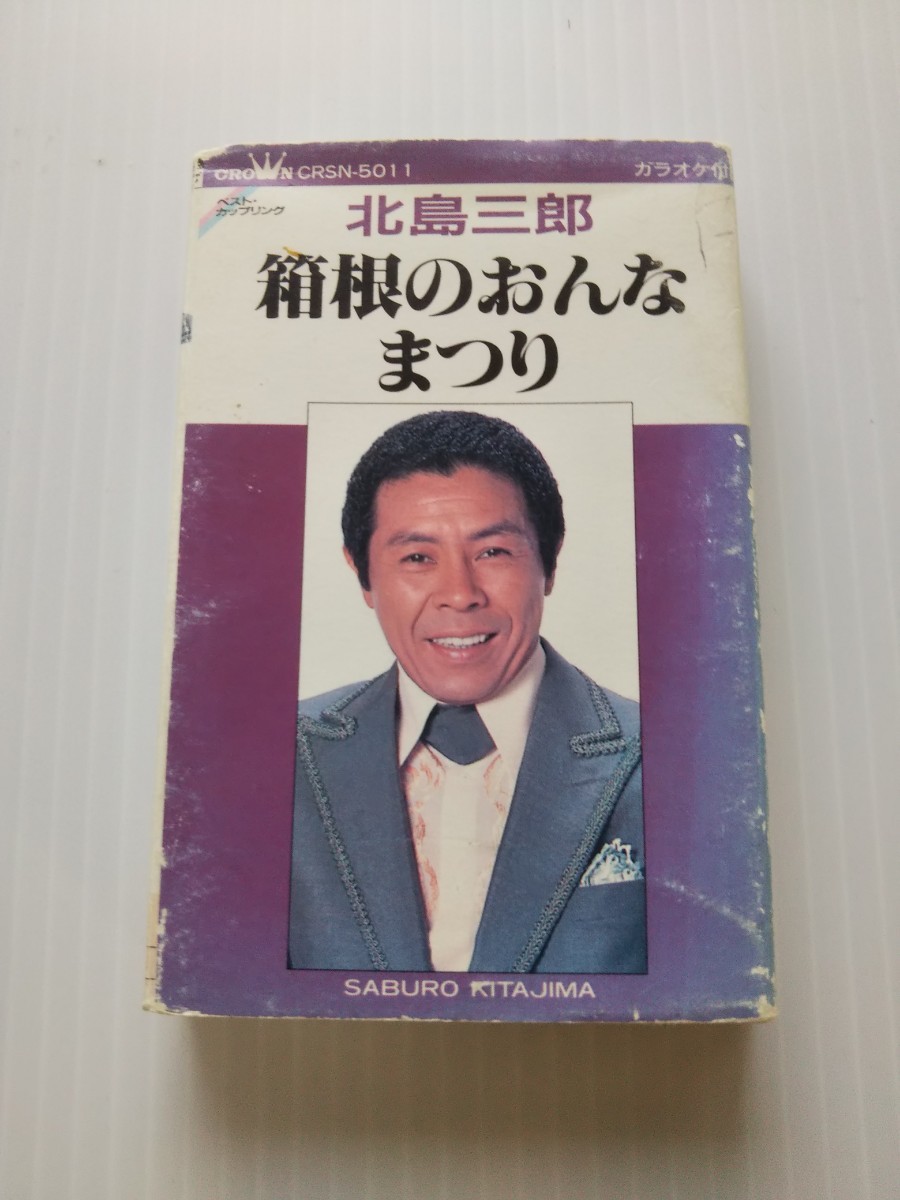 CROWN CRSN-5011
カラオケ付
ベスト・
カップリング
北島三郎
箱根のおんな
まつり
SABURO KITAJIMA